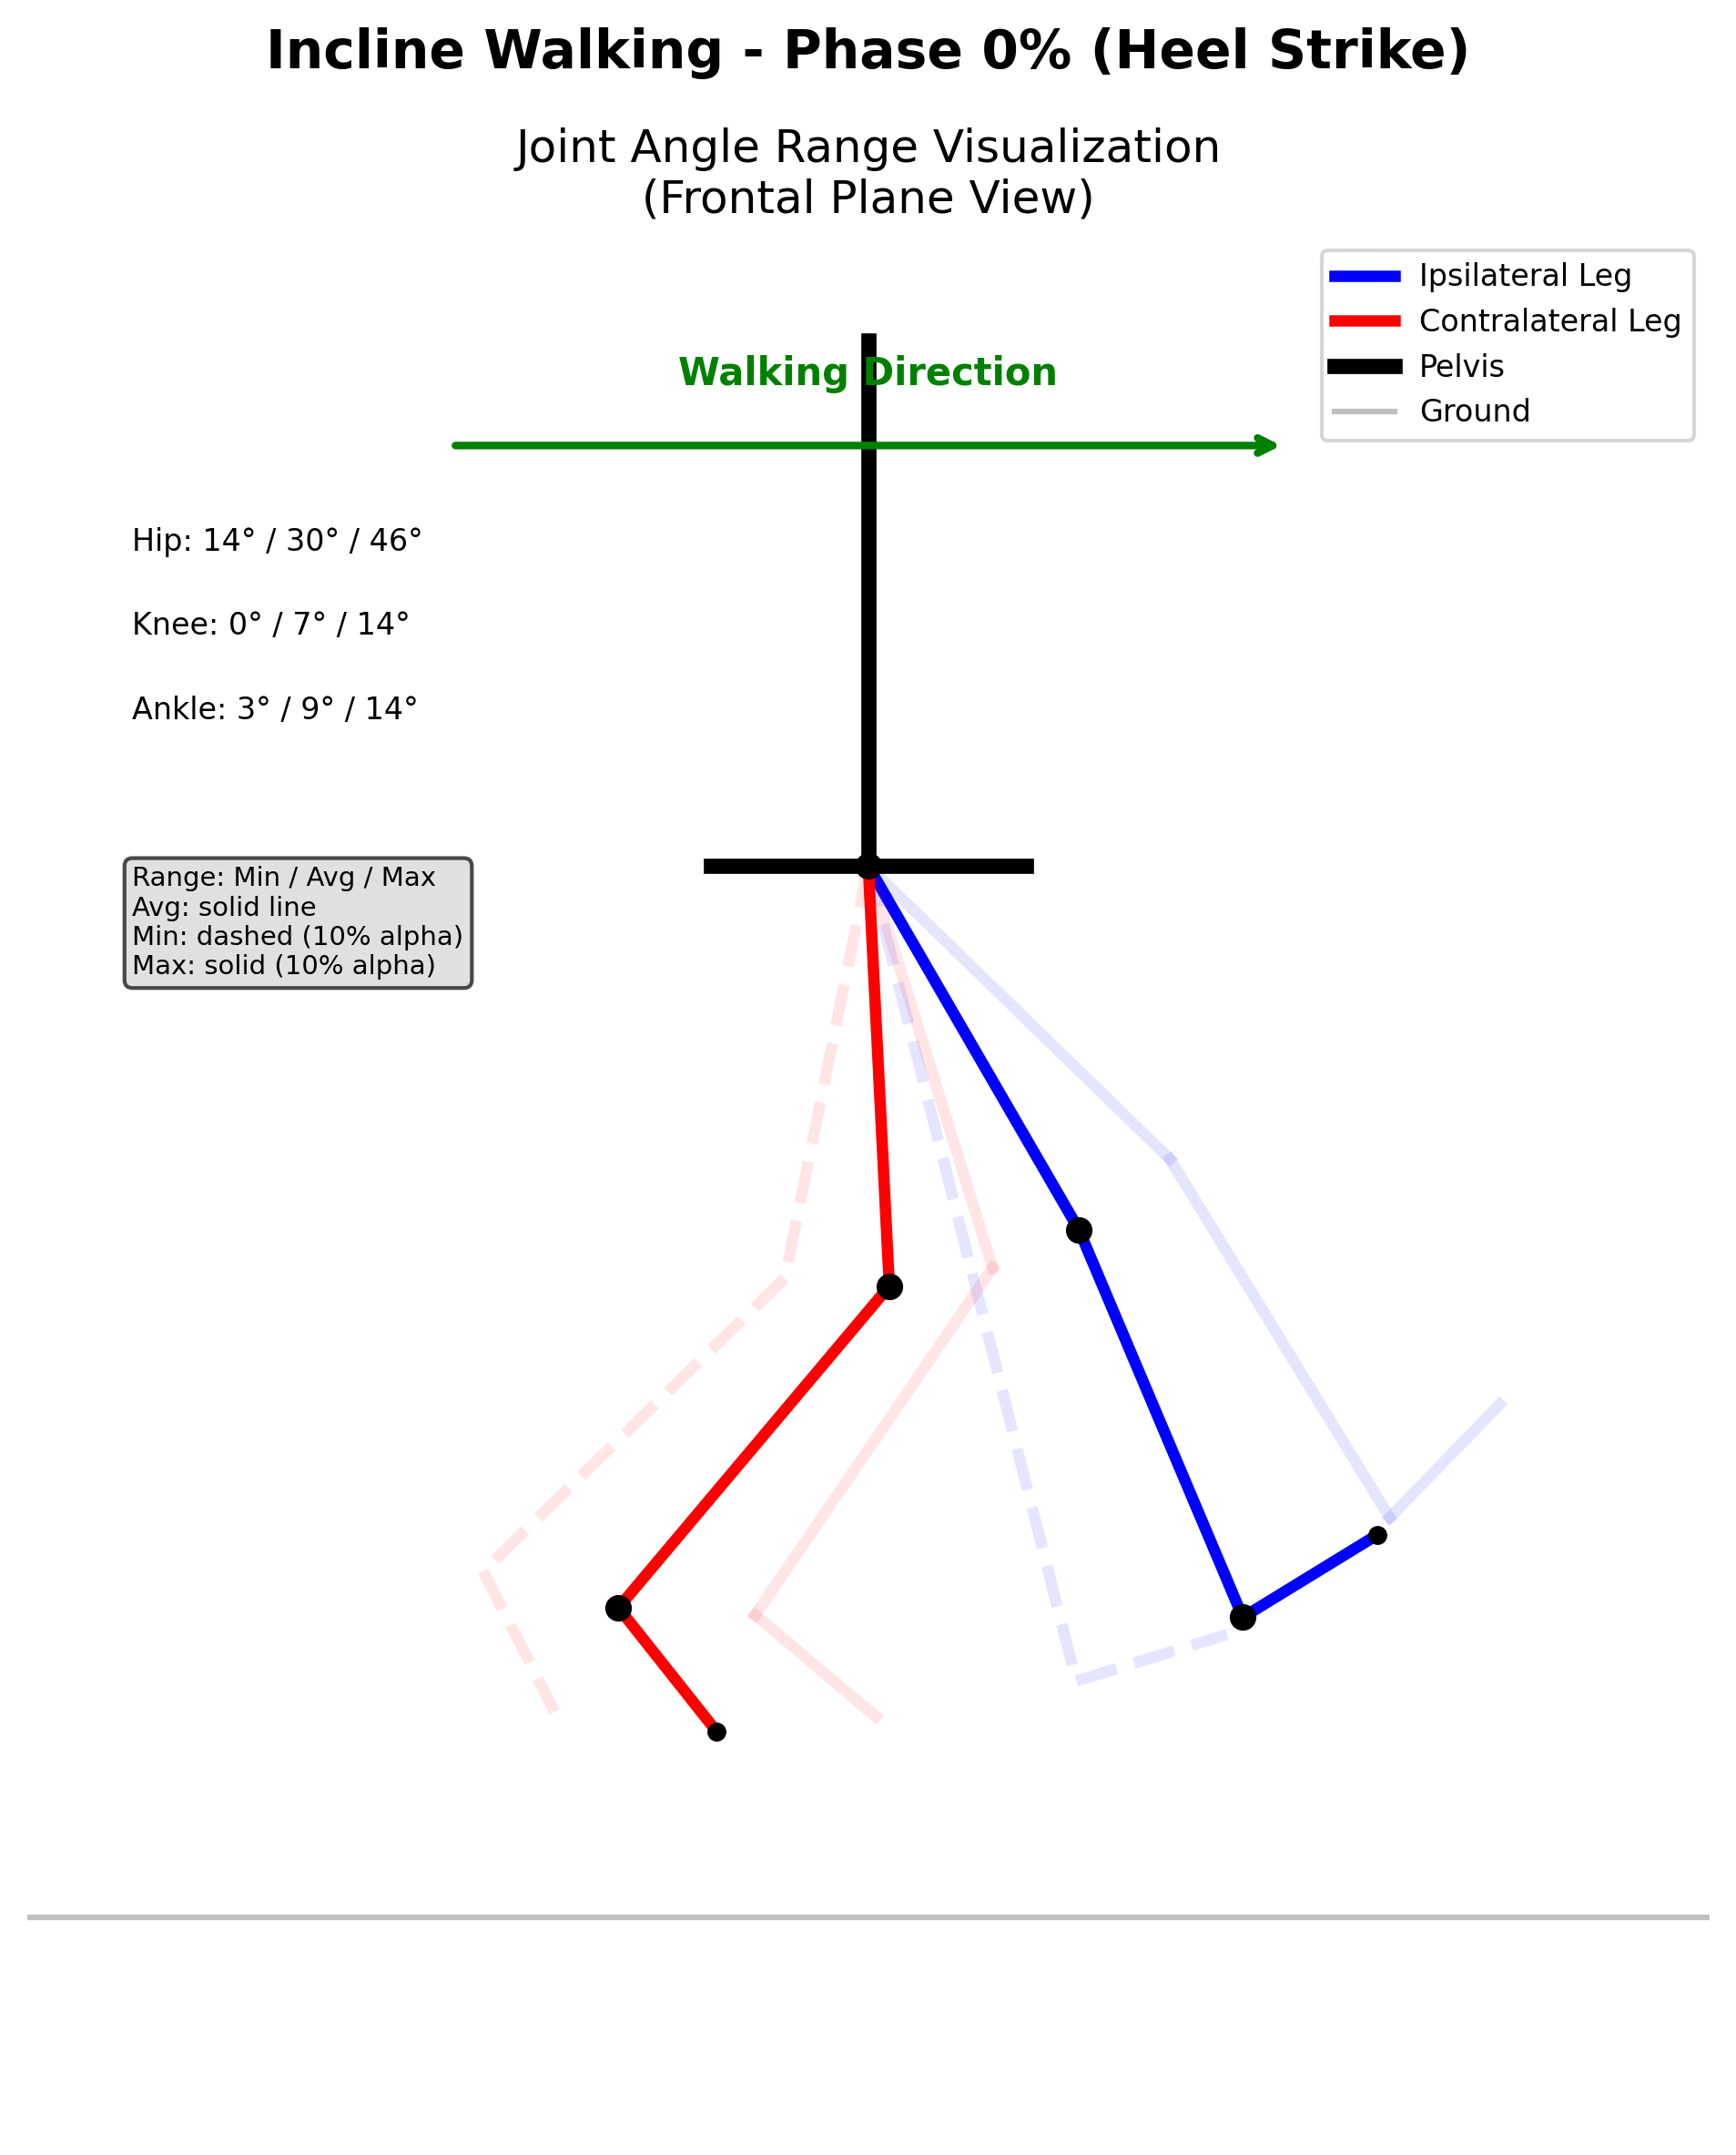 Incline Walking - Phase 0% (Heel Strike)
Joint Angle Range Visualization
(Frontal Plane View)
Ipsilateral Leg
Contralateral Leg
Pelvis
Ground
Walking Direction
Hip: 14° / 30° / 46°
Knee: 0° / 7° / 14°
Ankle: 3° / 9° / 14°
Range: Min / Avg / Max
Avg: solid line
Min: dashed (10% alpha)
Max: solid (10% alpha)